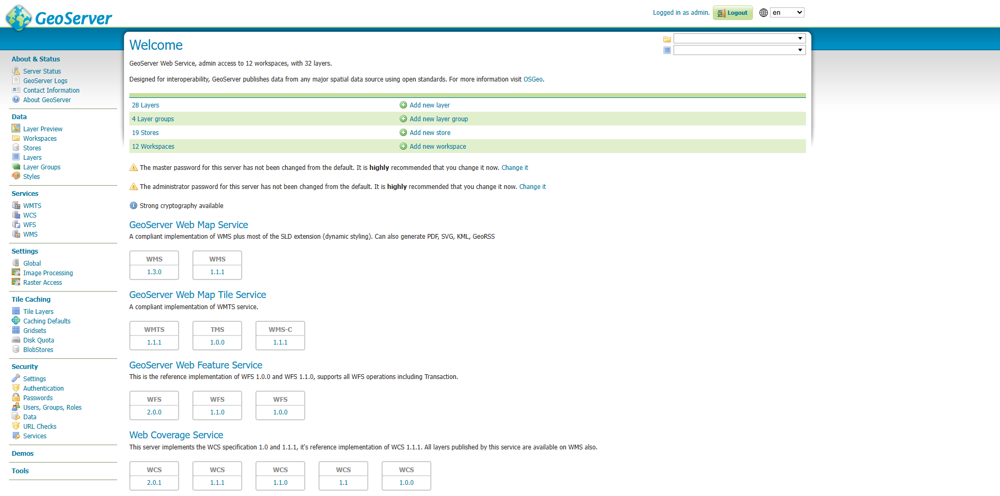 GeoServer
Logged in as admin.
Logout
en
About & Status
Server Status
GeoServer Logs
Contact Information
About GeoServer
Data
Layer Preview
Workspaces
Stores
Layers
Layer Groups
Styles
Services
WMTS
WCS
WFS
WMS
Settings
Global
Image Processing
Raster Access
Tile Caching
Tile Layers
Caching Defaults
Gridsets
Disk Quota
BlobStores
Security
Settings
Authentication
Passwords
Users, Groups, Roles
Data
URL Checks
Services
Demos
Tools
Welcome
GeoServer Web Service, admin access to 12 workspaces, with 32 layers.
Designed for interoperability, GeoServer publishes data from any major spatial data source using open standards. For more information visit OSGeo.
28 Layers Add new layer
4 Layer groups Add new layer group
19 Stores Add new store
12 Workspaces Add new workspace
The master password for this server has not been changed from the default. It is highly recommended that you change it now. Change it
The administrator password for this server has not been changed from the default. It is highly recommended that you change it now. Change it
Strong cryptography available
GeoServer Web Map Service
A compliant implementation of WMS plus most of the SLD extension (dynamic styling). Can also generate PDF, SVG, KML, GeoRSS
WMS WMS
1.3.0 1.1.1
GeoServer Web Map Tile Service
A compliant implementation of WMTS service.
WMTS TMS WMS-C
1.1.1 1.0.0 1.1.1
GeoServer Web Feature Service
This is the reference implementation of WFS 1.0.0 and WFS 1.1.0, supports all WFS operations including Transaction.
WFS WFS WFS
2.0.0 1.1.0 1.0.0
Web Coverage Service
This server implements the WCS specification 1.0 and 1.1.1, it's reference implementation of WCS 1.1.1. All layers published by this service are available on WMS also.
WCS WCS WCS WCS WCS
2.0.1 1.1.1 1.1.0 1.1 1.0.0